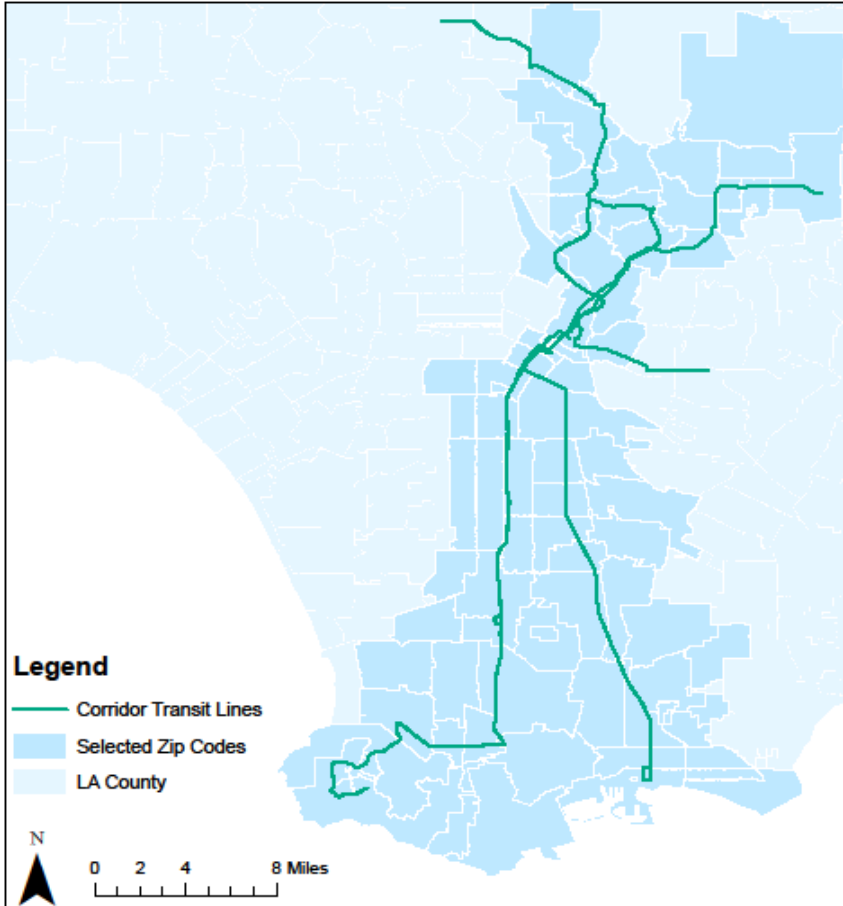 Legend
Corridor Transit Lines
Selected Zip Codes
LA County
N
0 2 4 8 Miles